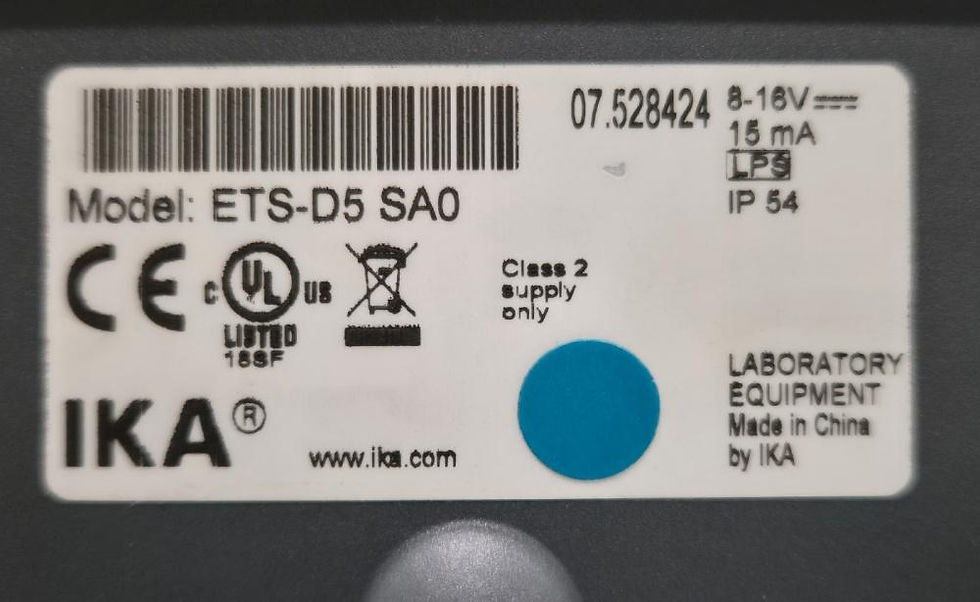 07.528424
8-16V
15 mA
LPS
IP 54
Model: ETS-D5 SA0
CE
C UL US
LISTED
Class 2
supply
only
IKA®
www.ika.com
LABORATORY
EQUIPMENT
Made in China
by IKA